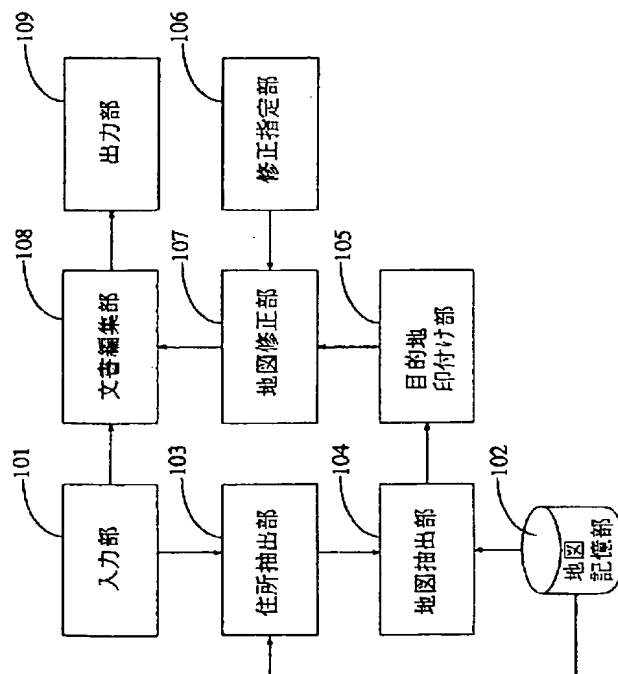 102
地図
記憶部
104
地図抽出部
103
住所抽出部
101
入力部
105
目的地
印付け部
107
地図修正部
108
文書編集部
106
修正指定部
109
出力部